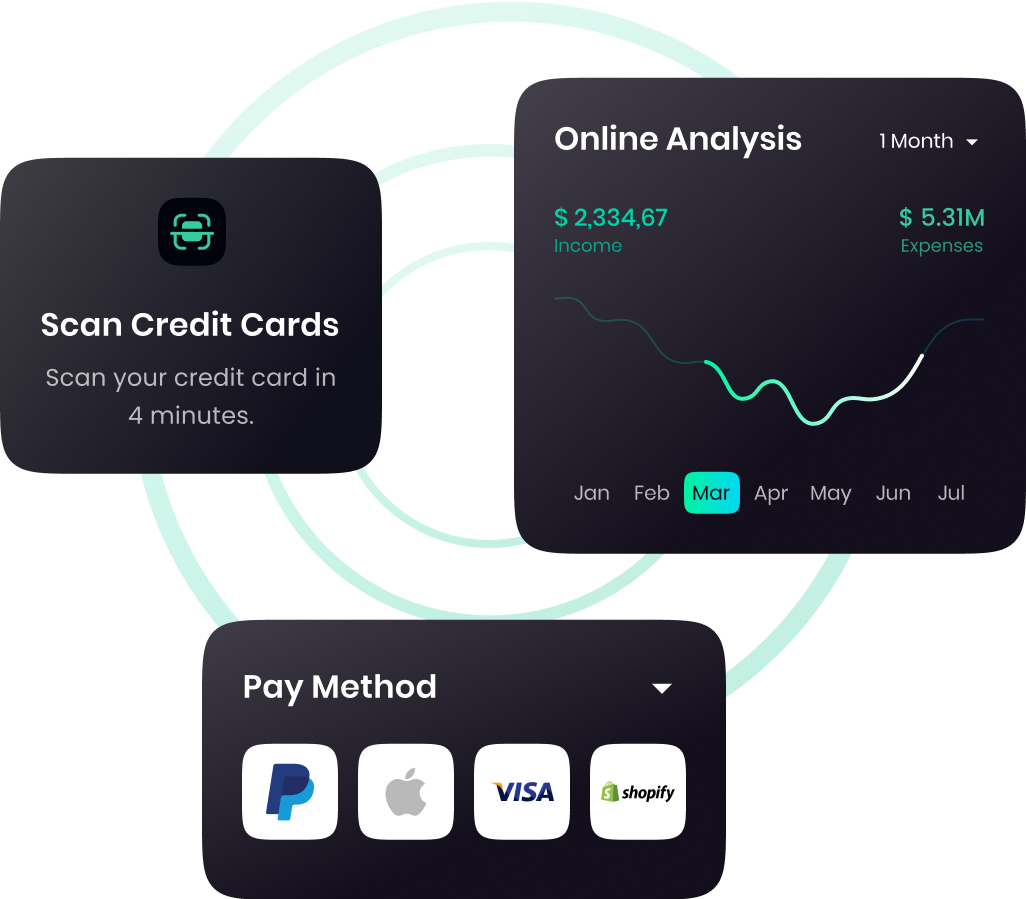 Online Analysis
1 Month
$ 2,334,67
$ 5.31M
Income
Expenses
Jan Feb Mar Apr May Jun Jul
Scan Credit Cards
Scan your credit card in
4 minutes.
Pay Method
VISA
shopify